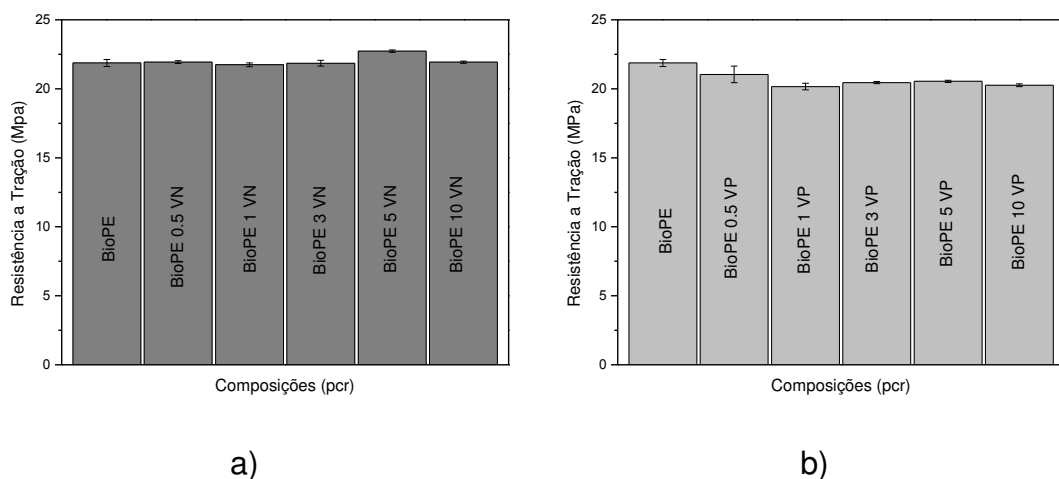 25
20
15
10
5
0
Resistência a Tração (Mpa)
BioPE
BioPE 0.5 VN
BioPE 1 VN
BioPE 3 VN
BioPE 5 VN
BioPE 10 VN
Composições (pcr)
a)
25
20
15
10
5
0
Resistência a Tração (MPa)
BioPE
BioPE 0.5 VP
BioPE 1 VP
BioPE 3 VP
BioPE 5 VP
BioPE 10 VP
Composições (pcr)
b)